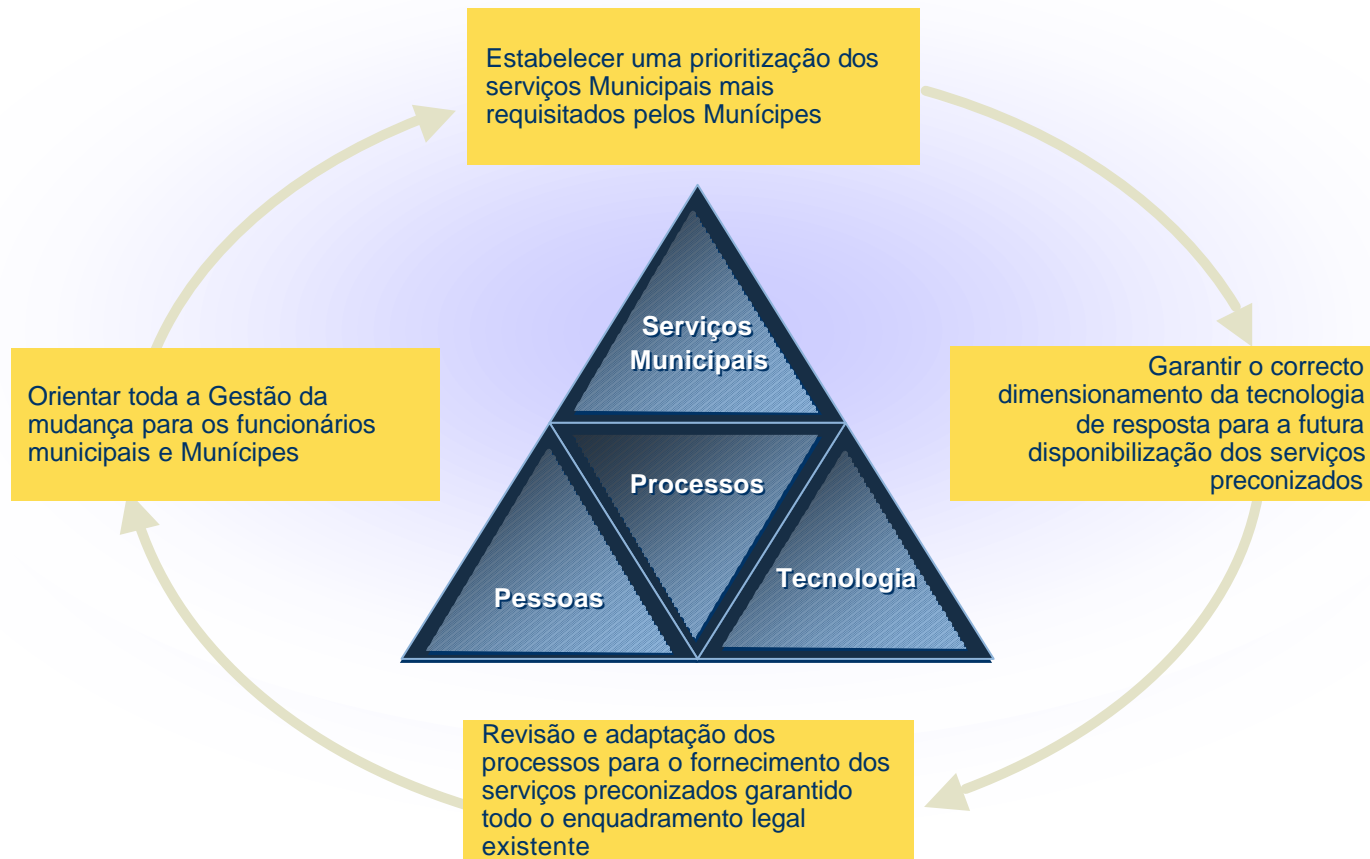 Estabelecer uma prioritização dos
serviços Municipais mais
requisitados pelos Munícipes
Serviços
Municipais
Orientar toda a Gestão da
mudança para os funcionários
municipais e Munícipes
Garantir o correcto
dimensionamento da tecnologia
de resposta para a futura
disponibilização dos serviços
preconizados
Processos
Pessoas
Tecnologia
Revisão e adaptação dos
processos para o fornecimento dos
serviços preconizados garantido
todo o enquadramento legal
existente